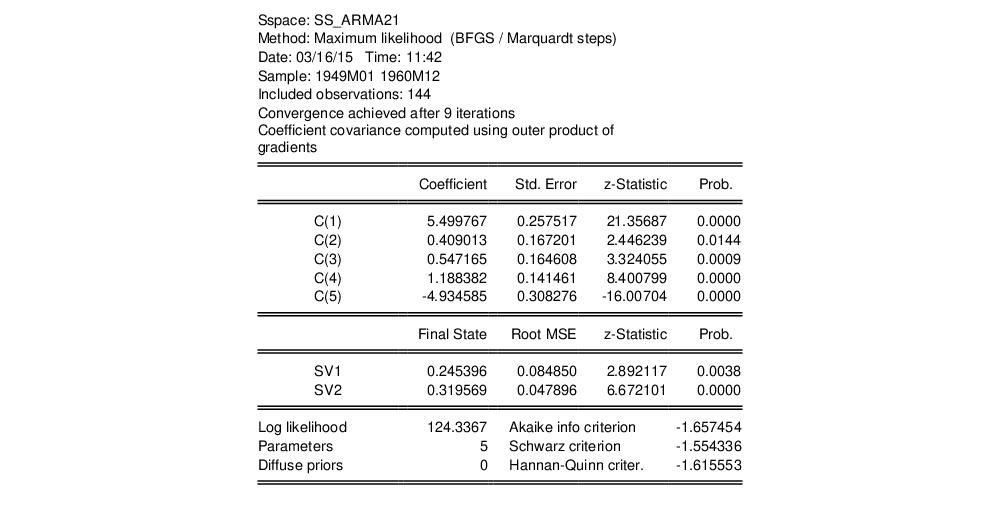 Sspace: SS_ARMA21
Method: Maximum likelihood (BFGS / Marquardt steps)
Date: 03/16/15 Time: 11:42
Sample: 1949M01 1960M12
Included observations: 144
Convergence achieved after 9 iterations
Coefficient covariance computed using outer product of
gradients
Coefficient Std. Error z-Statistic Prob.
C(1) 5.499767 0.257517 21.35687 0.0000
C(2) 0.409013 0.167201 2.446239 0.0144
C(3) 0.547165 0.164608 3.324055 0.0009
C(4) 1.188382 0.141461 8.400799 0.0000
C(5) -4.934585 0.308276 -16.00704 0.0000
Final State Root MSE z-Statistic Prob.
SV1 0.245396 0.084850 2.892117 0.0038
SV2 0.319569 0.047896 6.672101 0.0000
Log likelihood 124.3367 Akaike info criterion -1.657454
Parameters 5 Schwarz criterion -1.554336
Diffuse priors 0 Hannan-Quinn criter. -1.615553